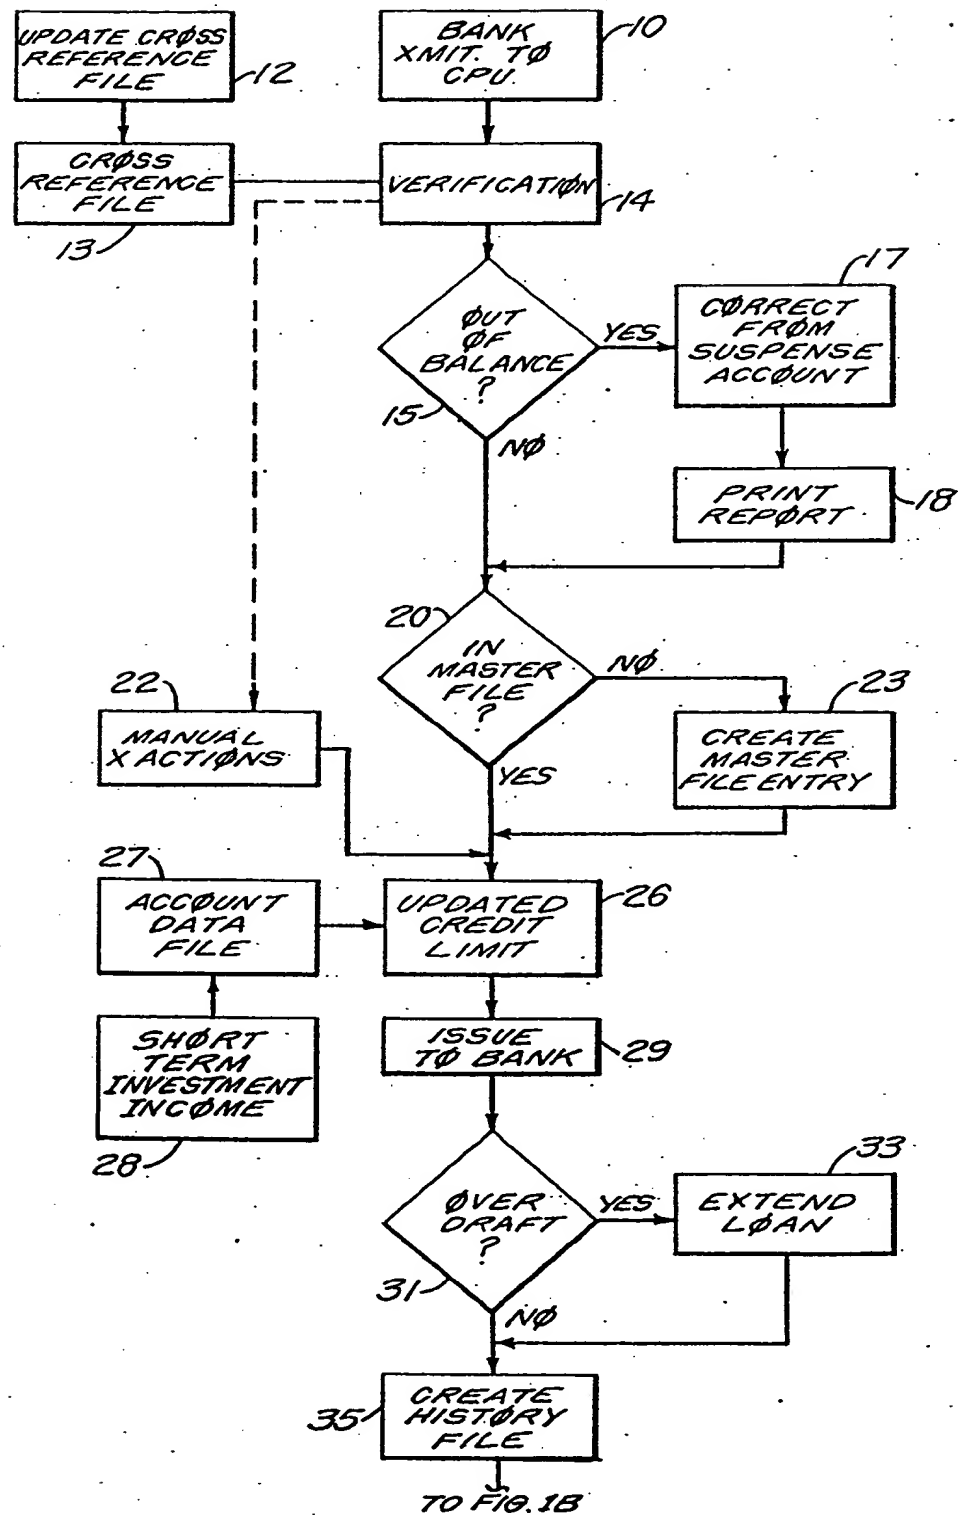 UPDATE CRØSS
REFERENCE
FILE
12
BANK
XMIT. TØ
CPU.
10
CRØSS
REFERENCE
FILE
13
VERIFICATIØN
14
ØUT
ØF
BALANCE
?
15
YES
NØ
17
CØRRECT
FRØM
SUSPENSE
ACCØUNT
PRINT
REPØRT
18
20
IN
MASTER
FILE
?
NØ
YES
22
MANUAL
X ACTIØNS
23
CREATE
MASTER
FILE ENTRY
27
ACCØUNT
DATA
FILE
UPDATED
CREDIT
LIMIT
26
SHØRT
TERM
INVESTMENT
INCØME
28
ISSUE
TØ BANK
29
ØVER
DRAFT
?
31
YES
NØ
33
EXTEND
LØAN
35
CREATE
HISTØRY
FILE
TO FIG. 1B